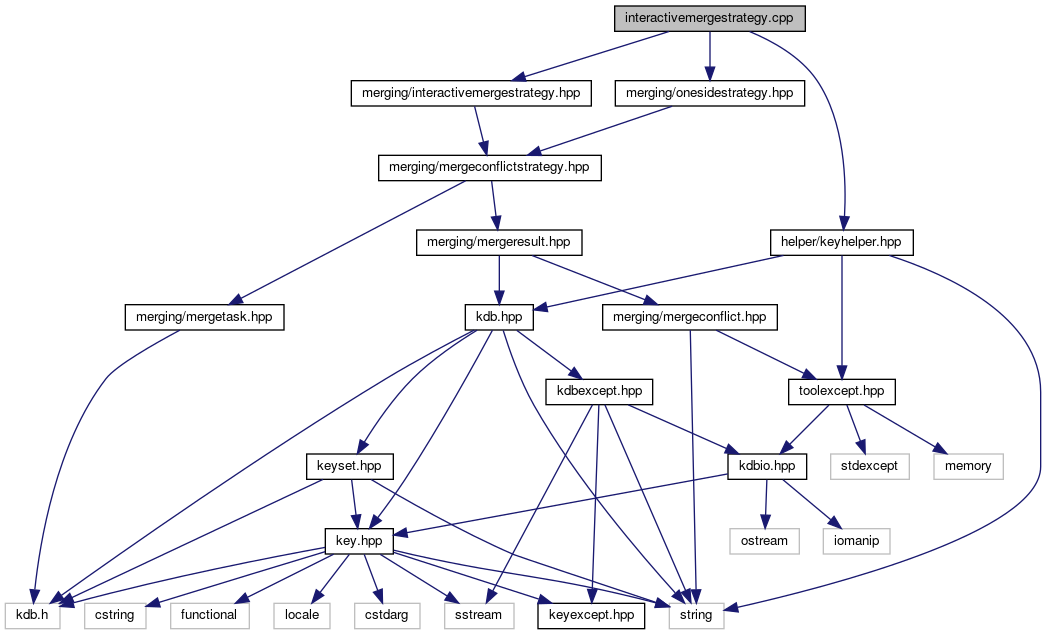 interactivemergestrategy.cpp
merging/interactivemergestrategy.hpp
merging/onesidestrategy.hpp
merging/mergeconflictstrategy.hpp
merging/mergeresult.hpp
helper/keyhelper.hpp
merging/mergetask.hpp
kdb.hpp
merging/mergeconflict.hpp
kdbexcept.hpp
toolexcept.hpp
keyset.hpp
kdbio.hpp
stdexcept
memory
key.hpp
ostream
iomanip
kdb.h
cstring
functional
locale
cstdarg
sstream
keyexcept.hpp
string